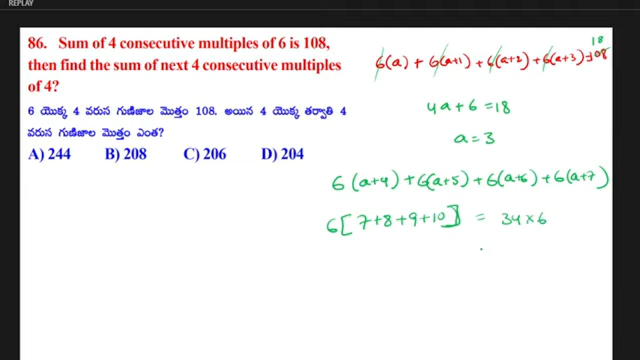 REPLAY
86. Sum of 4 consecutive multiples of 6 is 108,
then find the sum of next 4 consecutive multiples
of 4?
6 యొక్క 4 వరుస గుణిజాల మొత్తం 108. అయిన 4 యొక్క తర్వాతి 4
వరుస గుణిజాల మొత్తం ఎంత?
A) 244 B) 208 C) 206 D) 204
18
6(a) + 6(a+1) + 6(a+2) + 6(a+3) = 108
4a + 6 = 18
a = 3
6(a+4) + 6(a+5) + 6(a+6) + 6(a+7)
6[7+8+9+10] = 34 × 6